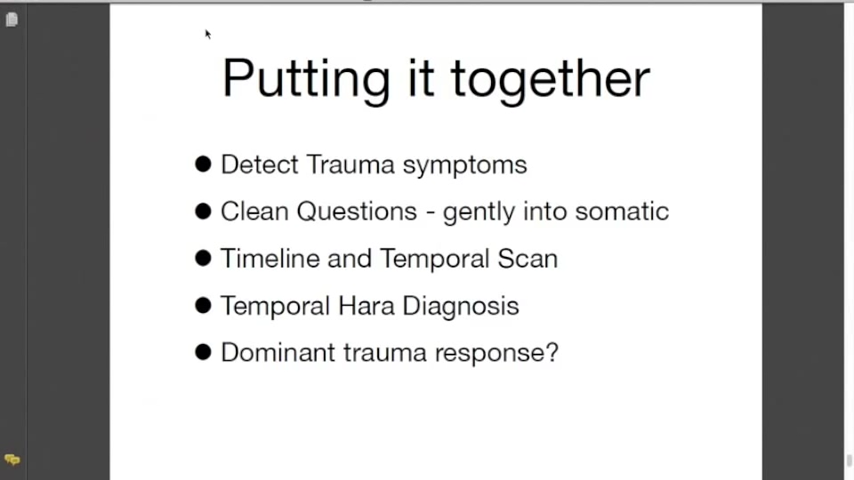 Putting it together
● Detect Trauma symptoms
● Clean Questions - gently into somatic
● Timeline and Temporal Scan
● Temporal Hara Diagnosis
● Dominant trauma response?